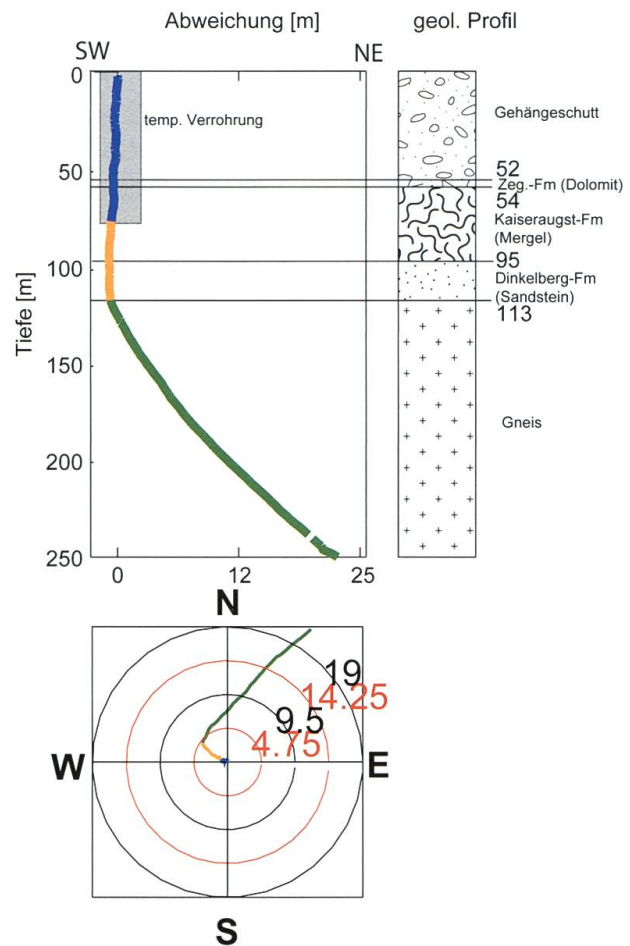 Abweichung [m]
geol. Profil
SW
NE
0
temp. Verrohrung
Gehängeschutt
50
52
Zeg.-Fm (Dolomit)
54
Kaiseraugst-Fm
(Mergel)
95
100
Dinkelberg-Fm
(Sandstein)
113
Tiefe [m]
150
Gneis
200
250
0
12
25
N
19
14.25
9.5
4.75
W
E
S